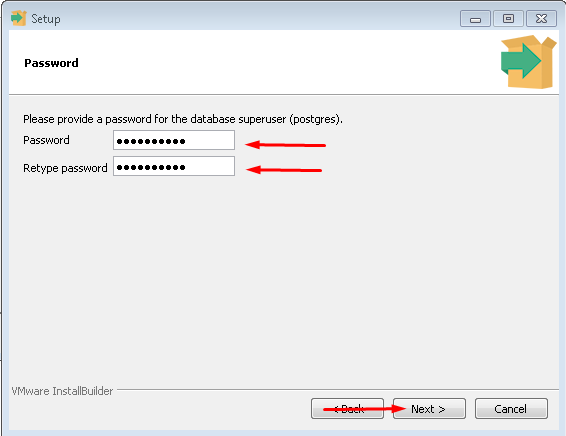 Setup
Password
Please provide a password for the database superuser (postgres).
Password ●●●●●●●●●●
Retype password ●●●●●●●●●●
VMware InstallBuilder
< Back Next > Cancel